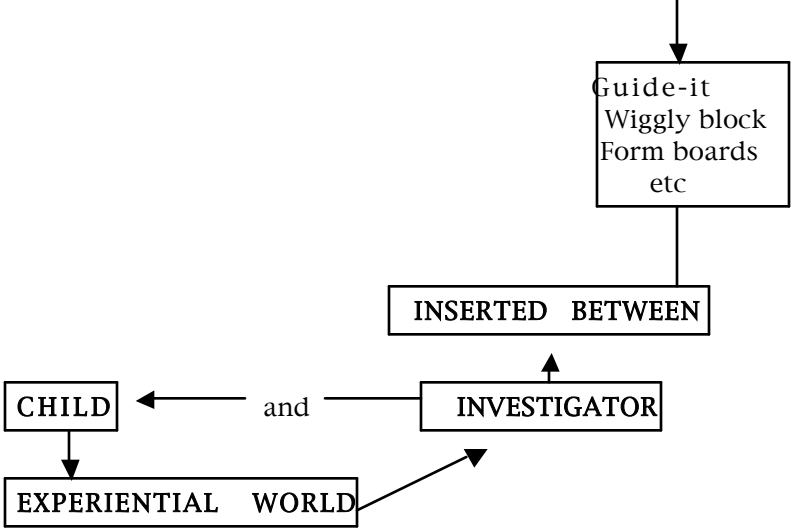 Guide-it
Wiggly block
Form boards
etc
INSERTED BETWEEN
CHILD and INVESTIGATOR
EXPERIENTIAL WORLD